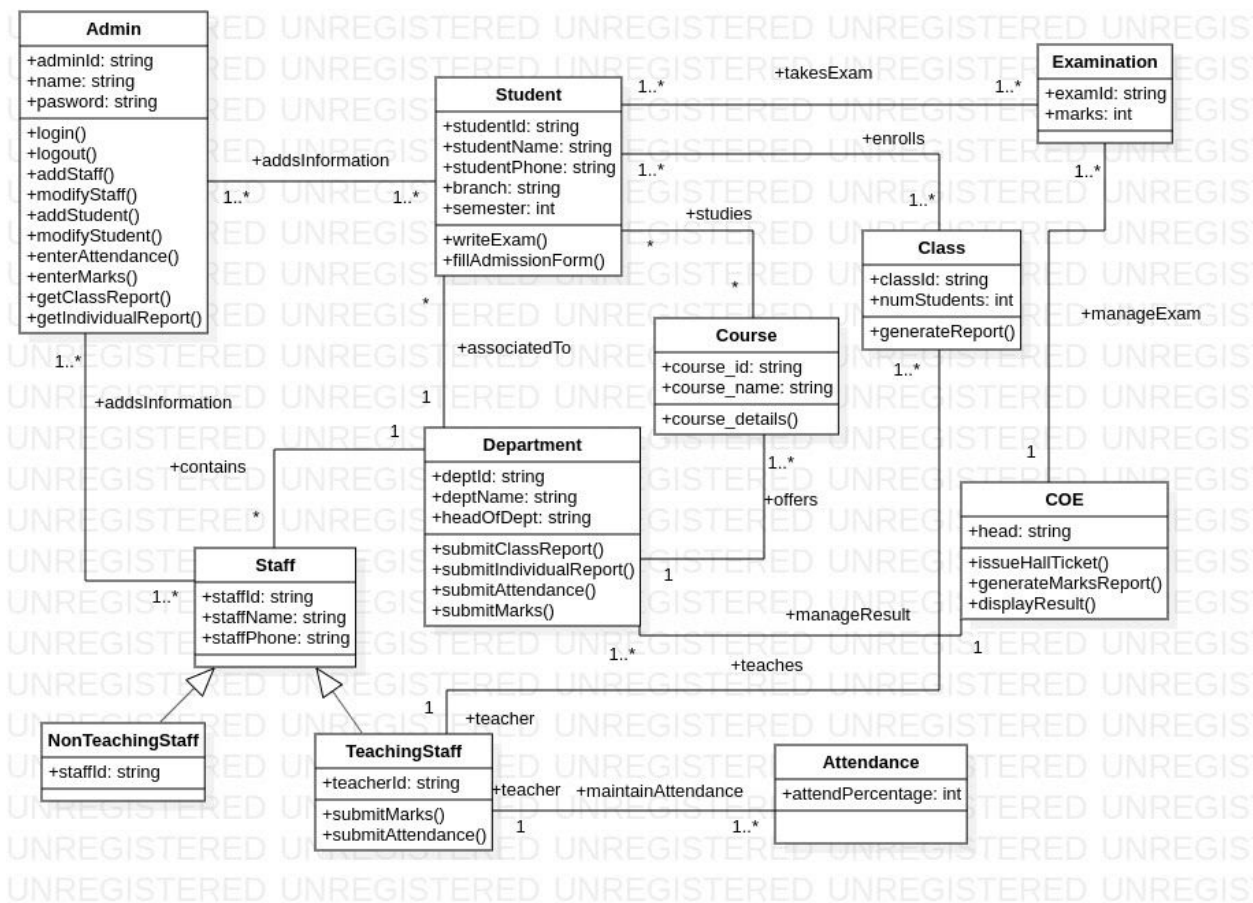 Admin
+adminId: string
+name: string
+pasword: string
+login()
+logout()
+addStaff()
+modifyStaff()
+addStudent()
+modifyStudent()
+enterAttendance()
+enterMarks()
+getClassReport()
+getIndividualReport()
+addsInformation
1..*
1..*
Student
+studentId: string
+studentName: string
+studentPhone: string
+branch: string
+semester: int
+writeExam()
+fillAdmissionForm()
+takesExam
1..*
1..*
Examination
+examId: string
+marks: int
+enrolls
1..*
1..*
+studies
*
*
Class
+classId: string
+numStudents: int
+generateReport()
1..*
1..*
+manageExam
1
Course
+course_id: string
+course_name: string
+course_details()
1..*
+offers
1
*
+associatedTo
1
1..*
+addsInformation
1..*
1
+contains
*
Department
+deptId: string
+deptName: string
+headOfDept: string
+submitClassReport()
+submitIndividualReport()
+submitAttendance()
+submitMarks()
COE
+head: string
+issueHallTicket()
+generateMarksReport()
+displayResult()
+manageResult
1..*
1
Staff
+staffId: string
+staffName: string
+staffPhone: string
+teaches
1
+teacher
NonTeachingStaff
+staffId: string
TeachingStaff
+teacherId: string
+submitMarks()
+submitAttendance()
+teacher
+maintainAttendance
1
1..*
Attendance
+attendPercentage: int
UNREGISTERED